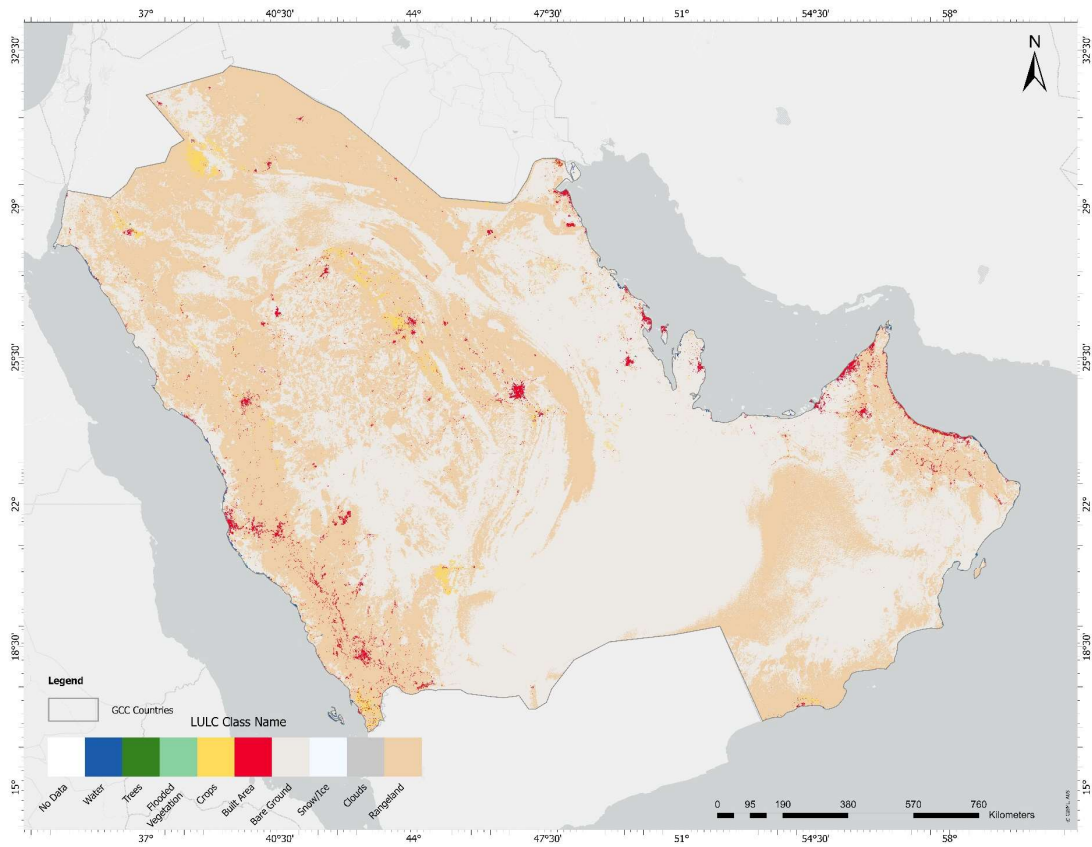 37° 40°30' 44° 47°30' 51° 54°30' 58°
32°30' 32°30'
N
29° 29°
25°30' 25°30'
22° 22°
18°30' 18°30'
Legend
GCC Countries
LULC Class Name
No Data Water Trees Flooded Vegetation Crops Built Area Bare Ground Snow/Ice Clouds Rangeland
15° 15°
0 95 190 380 570 760
Kilometers
37° 40°30' 44° 47°30' 51° 54°30' 58°